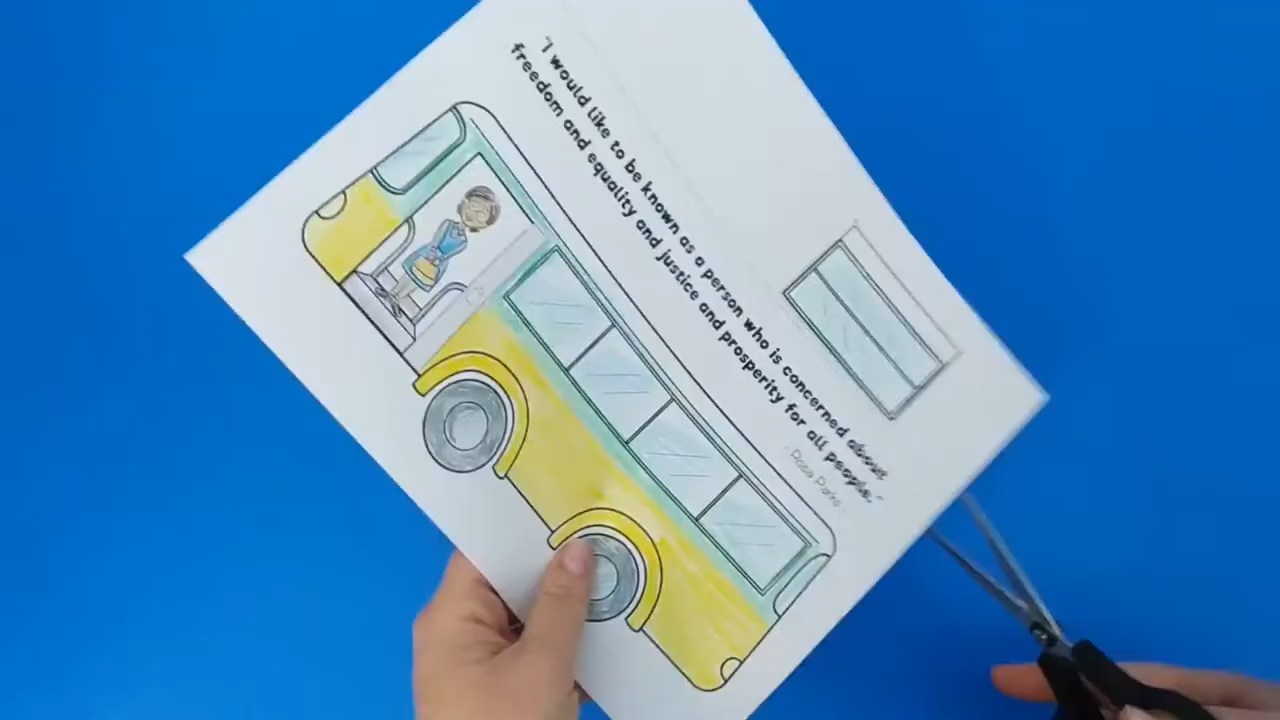 "I would like to be known as a person who is concerned about
freedom and equality and justice and prosperity for all people."
- Rosa Parks